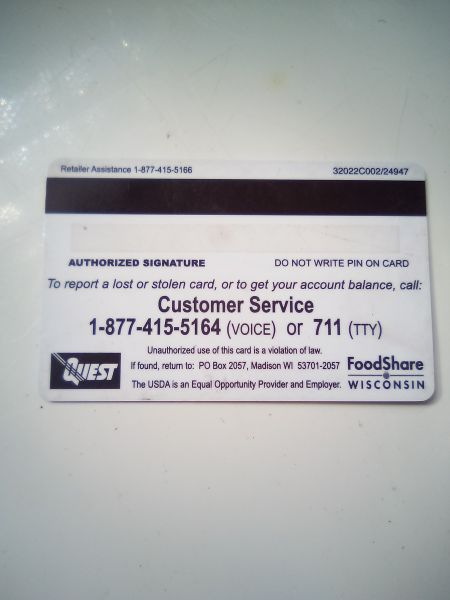 Retailer Assistance 1-877-415-5166 32022C002/24947
AUTHORIZED SIGNATURE DO NOT WRITE PIN ON CARD
To report a lost or stolen card, or to get your account balance, call:
Customer Service
1-877-415-5164 (VOICE) or 711 (TTY)
Unauthorized use of this card is a violation of law.
If found, return to: PO Box 2057, Madison WI 53701-2057
The USDA is an Equal Opportunity Provider and Employer.
QUEST
FoodShare
WISCONSIN